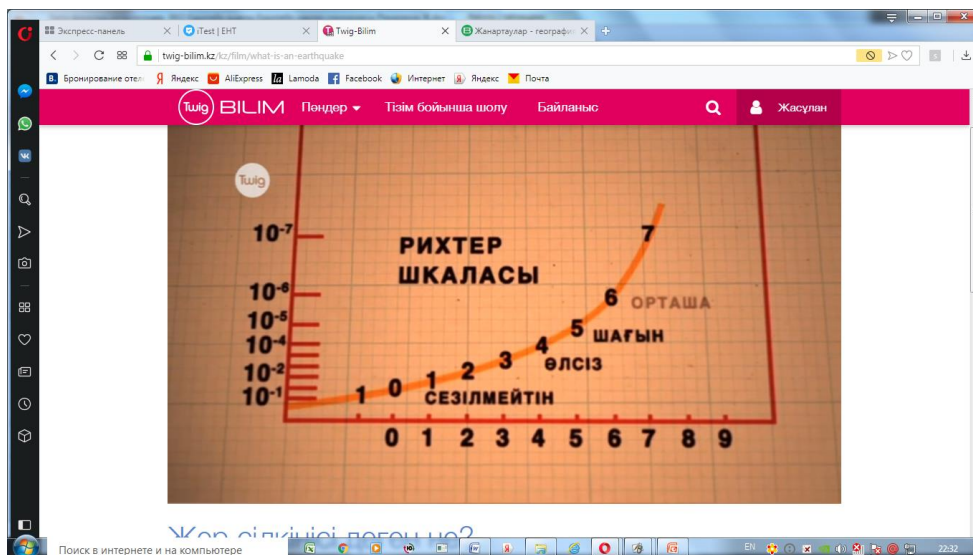 Экспресс-панель
iTest | ЕНТ
Twig-Bilim
Жанартаулар - географи
twig-bilim.kz/kz/film/what-is-an-earthquake
Бронирование отел
Яндекс
AliExpress
Lamoda
Facebook
Интернет
Яндекс
Почта
Twig BILIM
Пәндер
Тізім бойынша шолу
Байланыс
Жасұлан
Twig
РИХТЕР
ШКАЛАСЫ
10⁻⁷
10⁻⁶
10⁻⁵
10⁻⁴
10⁻²
10⁻¹
7
6 ОРТАША
5 ШАҒЫН
4 ӘЛСІЗ
3
2
1 СЕЗІЛМЕЙТІН
0
1
0 1 2 3 4 5 6 7 8 9
Жер сілкінісі деген не?
Поиск в интернете и на компьютере
EN
22:32